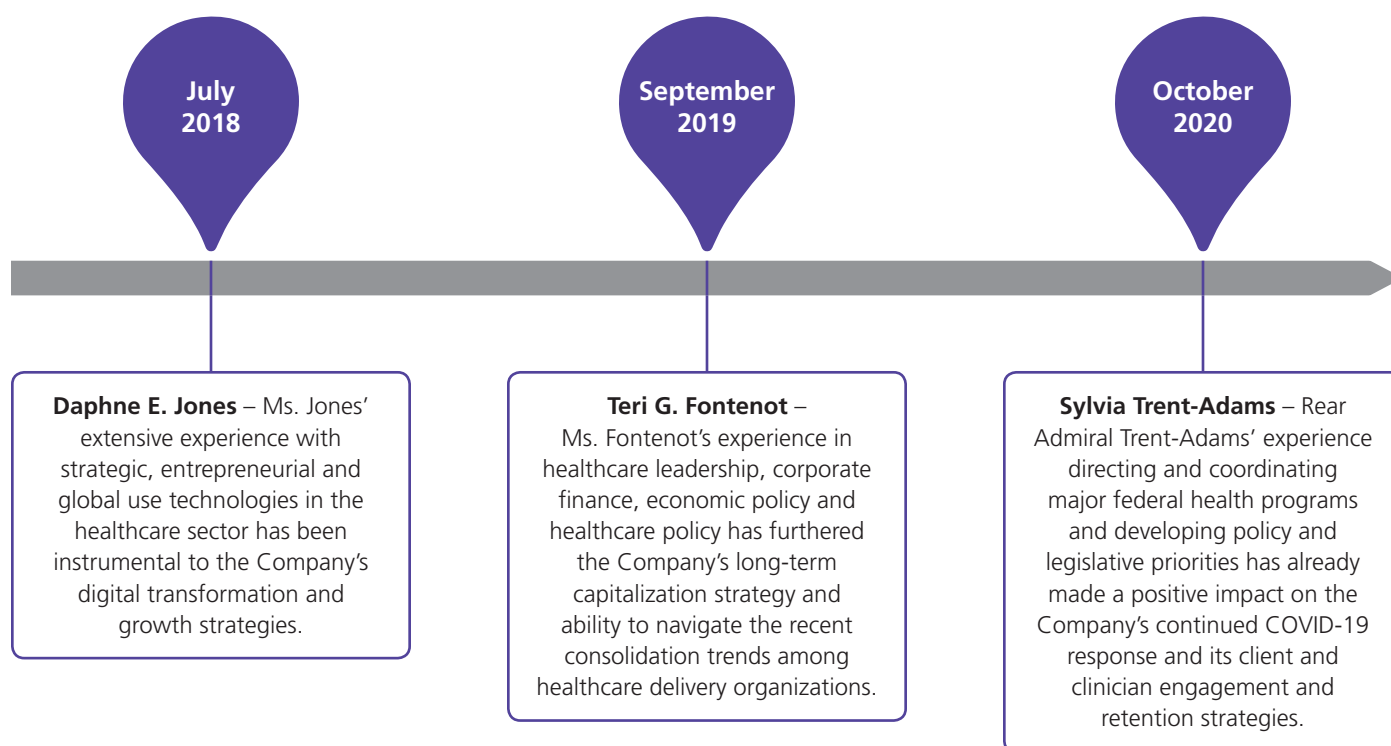 July
2018
September
2019
October
2020
Daphne E. Jones – Ms. Jones’
extensive experience with
strategic, entrepreneurial and
global use technologies in the
healthcare sector has been
instrumental to the Company’s
digital transformation and
growth strategies.
Teri G. Fontenot –
Ms. Fontenot’s experience in
healthcare leadership, corporate
finance, economic policy and
healthcare policy has furthered
the Company’s long-term
capitalization strategy and
ability to navigate the recent
consolidation trends among
healthcare delivery organizations.
Sylvia Trent-Adams – Rear
Admiral Trent-Adams’ experience
directing and coordinating
major federal health programs
and developing policy and
legislative priorities has already
made a positive impact on the
Company’s continued COVID-19
response and its client and
clinician engagement and
retention strategies.